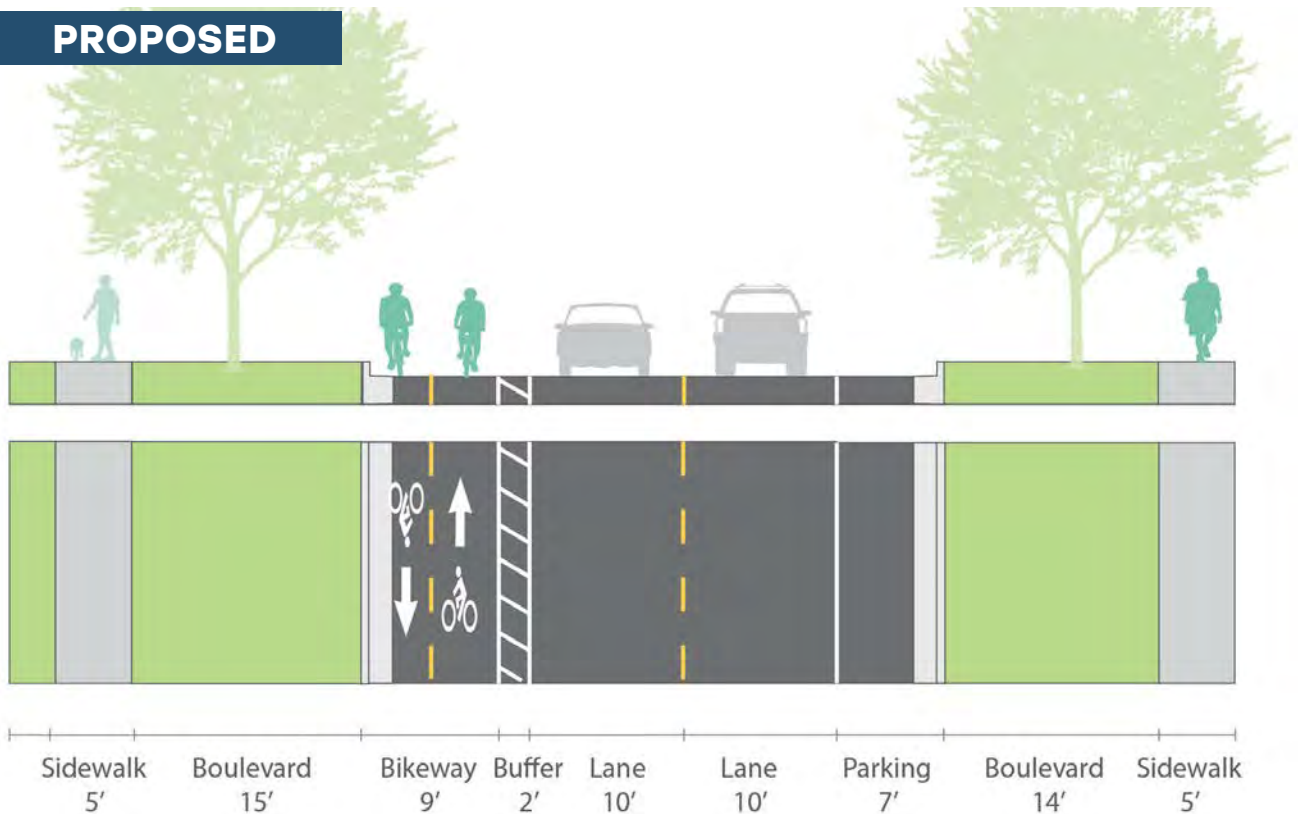 PROPOSED
Sidewalk Boulevard Bikeway Buffer Lane Lane Parking Boulevard Sidewalk
5′ 15′ 9′ 2′ 10′ 10′ 7′ 14′ 5′